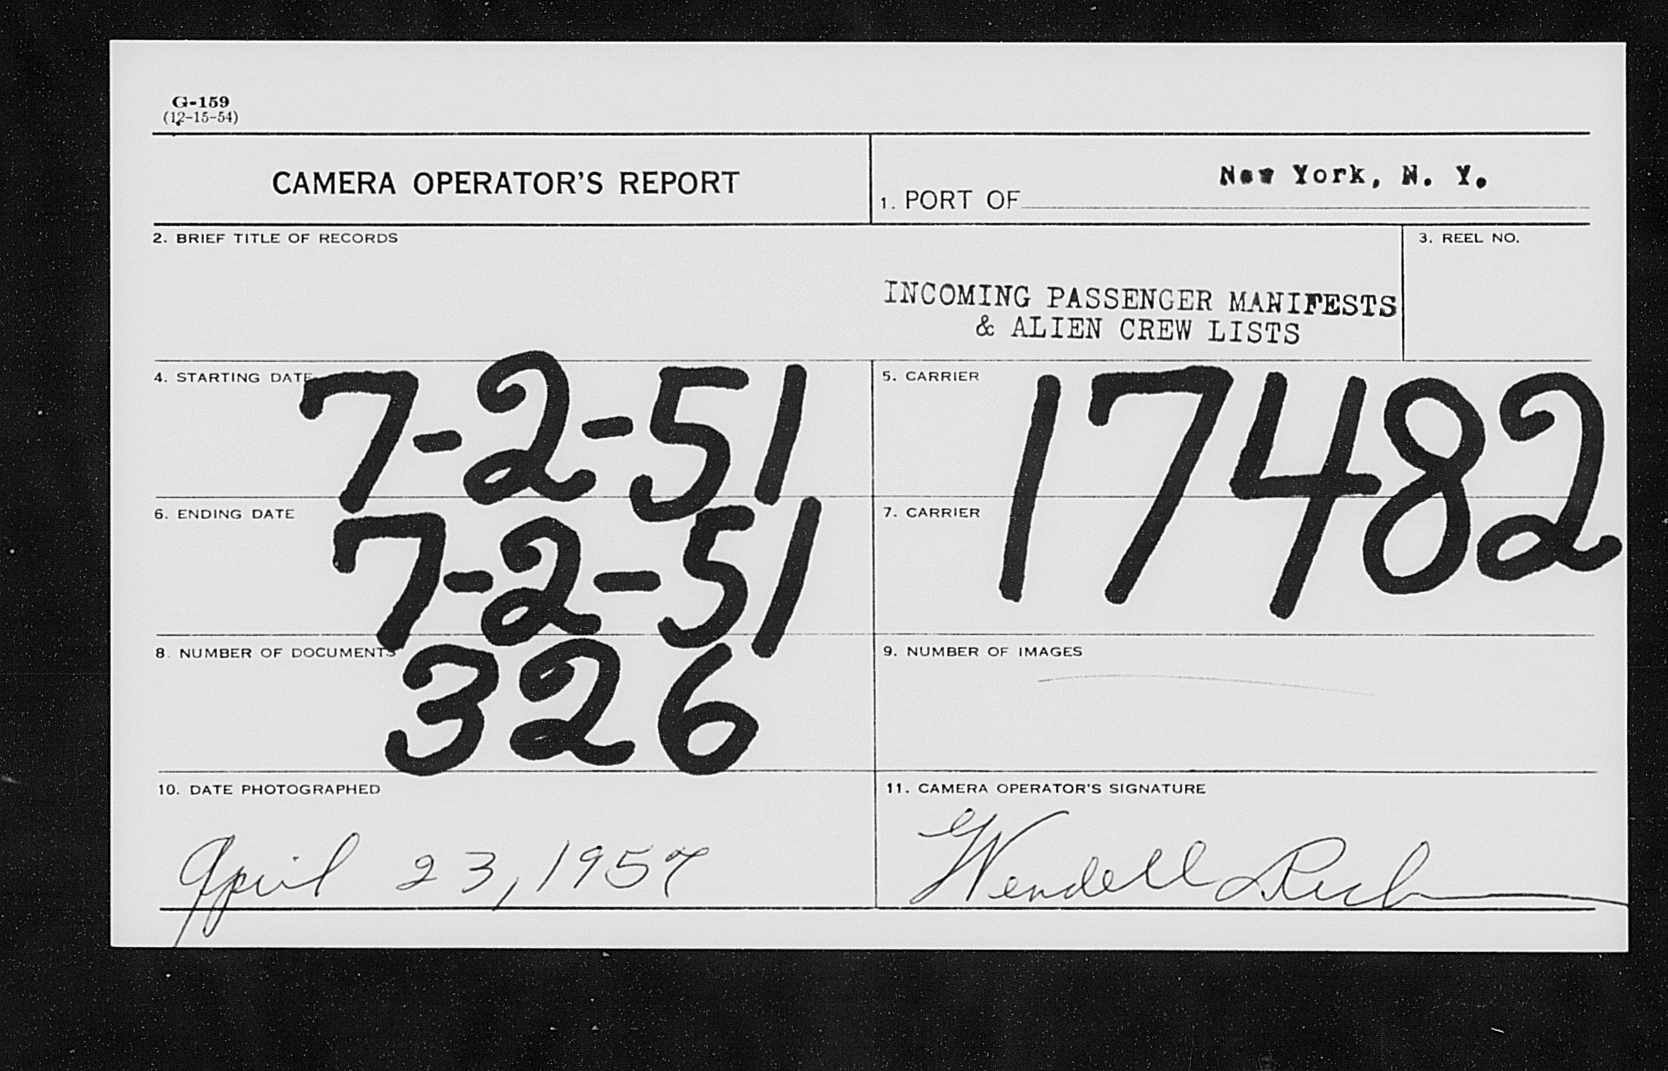 G-159
(12-15-54)
CAMERA OPERATOR'S REPORT
1. PORT OF New York, N. Y.
2. BRIEF TITLE OF RECORDS
INCOMING PASSENGER MANIFESTS
& ALIEN CREW LISTS
3. REEL NO.
4. STARTING DATE 7-2-51
5. CARRIER 17482
6. ENDING DATE 7-2-51
7. CARRIER
8. NUMBER OF DOCUMENTS 326
9. NUMBER OF IMAGES
10. DATE PHOTOGRAPHED
April 23, 1957
11. CAMERA OPERATOR'S SIGNATURE
Wendell Rich